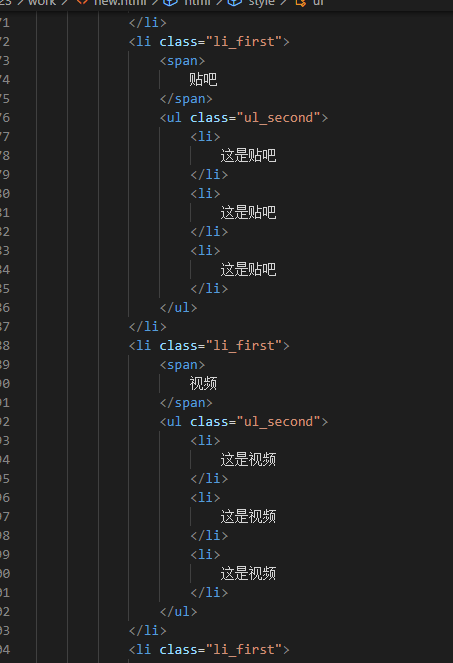 23 > work > <> new.html > html > style > ul
71 </li>
72 <li class="li_first">
73 <span>
74 贴吧
75 </span>
76 <ul class="ul_second">
77 <li>
78 这是贴吧
79 </li>
80 <li>
81 这是贴吧
82 </li>
83 <li>
84 这是贴吧
85 </li>
86 </ul>
87 </li>
88 <li class="li_first">
89 <span>
90 视频
91 </span>
92 <ul class="ul_second">
93 <li>
94 这是视频
95 </li>
96 <li>
97 这是视频
98 </li>
99 <li>
00 这是视频
01 </li>
02 </ul>
03 </li>
04 <li class="li_first">